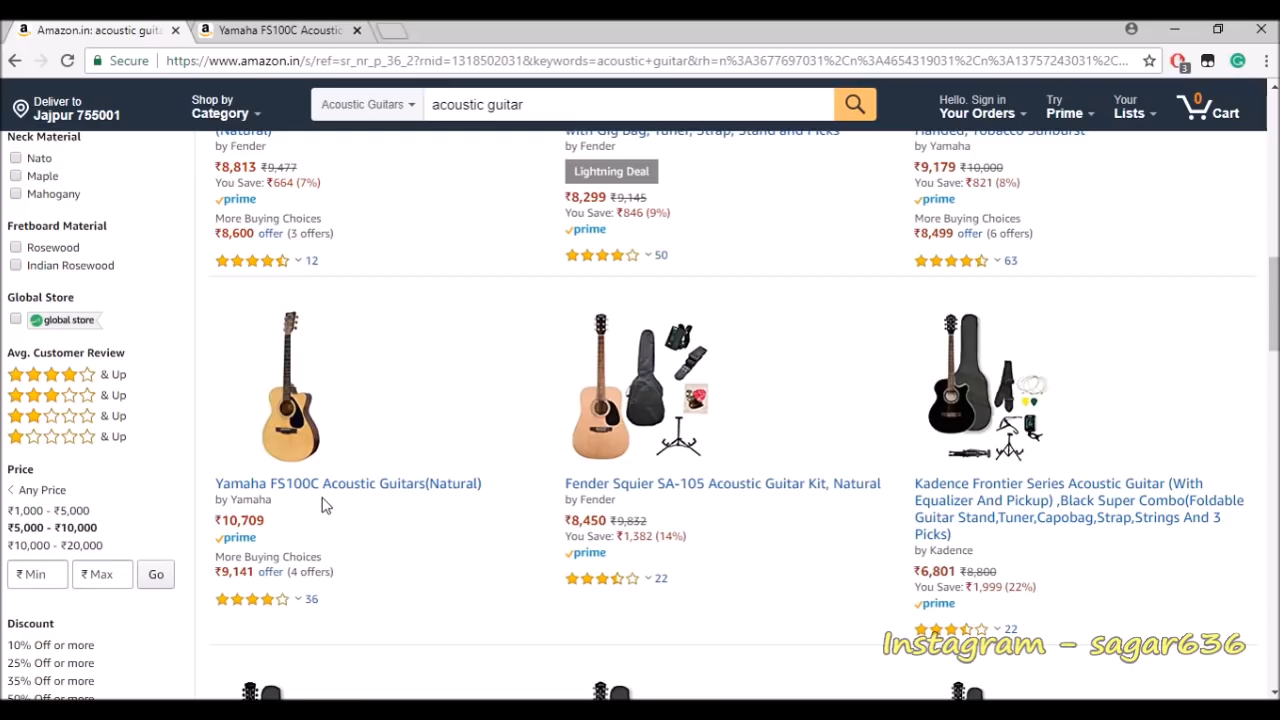 Amazon.in: acoustic guita
Yamaha FS100C Acoustic
Secure
https://www.amazon.in/s/ref=sr_nr_p_36_2?rnid=1318502031&keywords=acoustic+guitar&rh=n%3A3677697031%2Cn%3A4654319031%2Cn%3A13757243031%2C...
3
Deliver to
Jajpur 755001
Shop by
Category
Acoustic Guitars
acoustic guitar
Hello. Sign in
Your Orders
Try
Prime
Your
Lists
0
Cart
Neck Material
Nato
Maple
Mahogany
Fretboard Material
Rosewood
Indian Rosewood
Global Store
global store
Avg. Customer Review
& Up
& Up
& Up
& Up
Price
Any Price
₹1,000 - ₹5,000
₹5,000 - ₹10,000
₹10,000 - ₹20,000
₹ Min
₹ Max
Go
Discount
10% Off or more
25% Off or more
35% Off or more
50% Off or more
(Natural)
by Fender
₹8,813 ₹9,477
You Save: ₹664 (7%)
prime
More Buying Choices
₹8,600 offer (3 offers)
12
with Gig Bag, Tuner, Strap, Stand and Picks
by Fender
Lightning Deal
₹8,299 ₹9,145
You Save: ₹846 (9%)
prime
50
Handed, Tobacco Sunburst
by Yamaha
₹9,179 ₹10,000
You Save: ₹821 (8%)
prime
More Buying Choices
₹8,499 offer (6 offers)
63
Yamaha FS100C Acoustic Guitars(Natural)
by Yamaha
₹10,709
prime
More Buying Choices
₹9,141 offer (4 offers)
36
Fender Squier SA-105 Acoustic Guitar Kit, Natural
by Fender
₹8,450 ₹9,832
You Save: ₹1,382 (14%)
prime
22
Kadence Frontier Series Acoustic Guitar (With
Equalizer And Pickup) ,Black Super Combo(Foldable
Guitar Stand,Tuner,Capobag,Strap,Strings And 3
Picks)
by Kadence
₹6,801 ₹8,800
You Save: ₹1,999 (22%)
prime
22
Instagram - sagar636